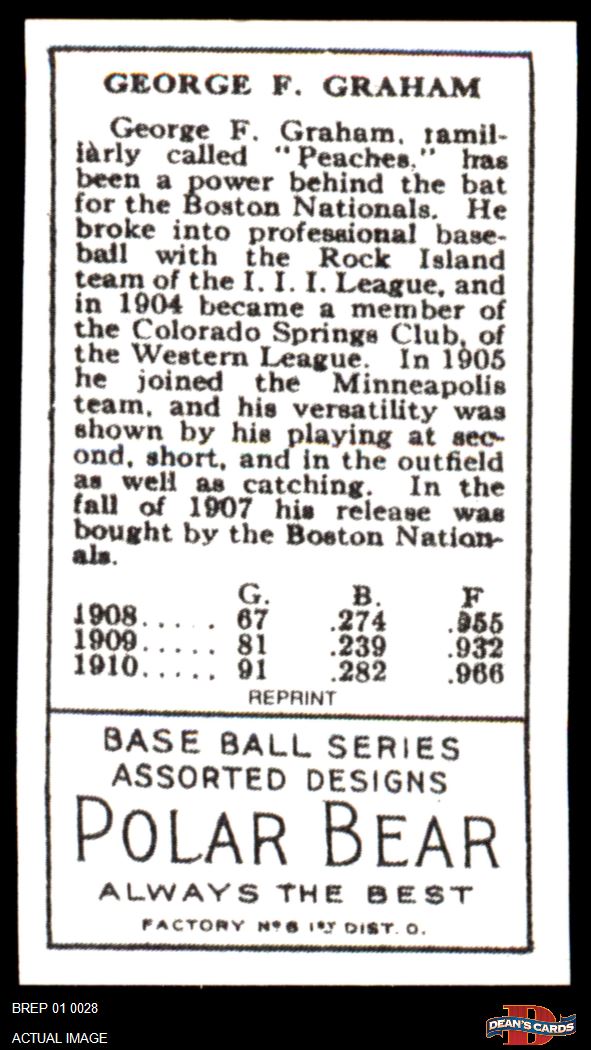 GEORGE F. GRAHAM
George F. Graham, famil-
iarly called "Peaches," has
been a power behind the bat
for the Boston Nationals. He
broke into professional base-
ball with the Rock Island
team of the I. I. I. League, and
in 1904 became a member of
the Colorado Springs Club, of
the Western League. In 1905
he joined the Minneapolis
team, and his versatility was
shown by his playing at sec-
ond, short, and in the outfield
as well as catching. In the
fall of 1907 his release was
bought by the Boston Nation-
als.
G. B. F
1908..... 67 .274 .955
1909..... 81 .239 .932
1910..... 91 .282 .966
REPRINT
BASE BALL SERIES
ASSORTED DESIGNS
POLAR BEAR
ALWAYS THE BEST
FACTORY Nº 6 1ST DIST. O.
BREP 01 0028
ACTUAL IMAGE
D
DEAN'S CARDS